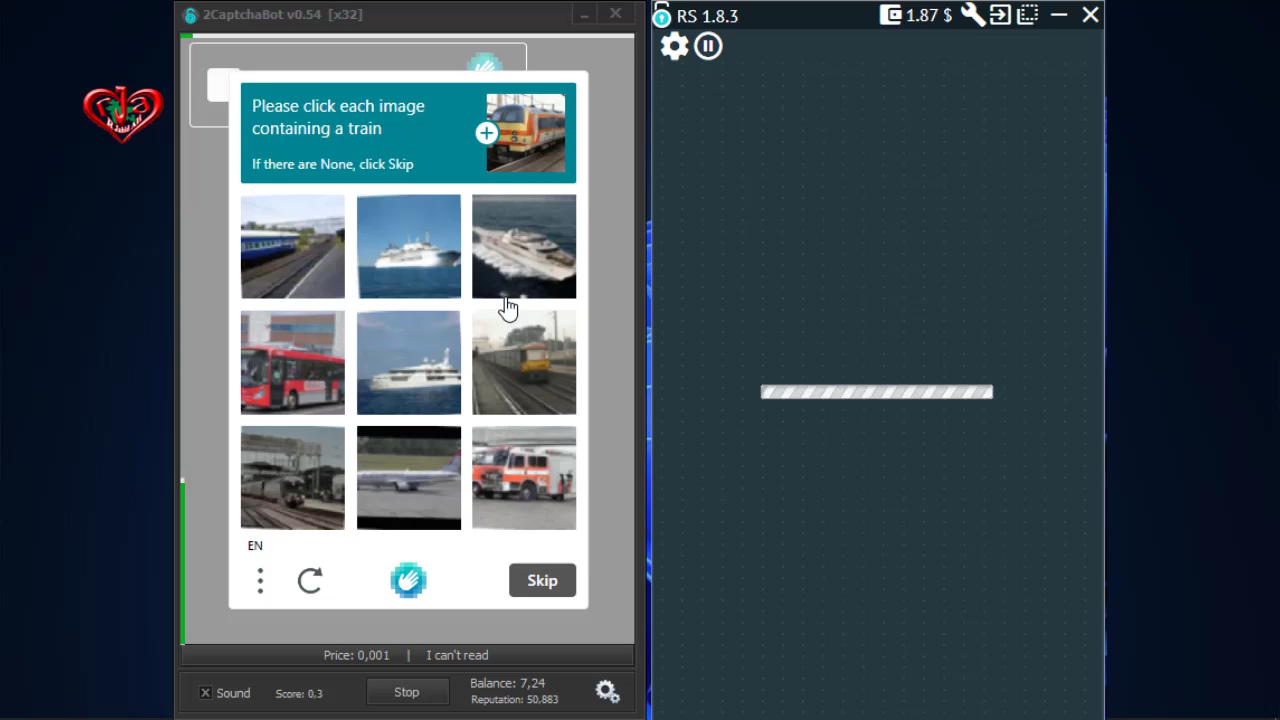 2CaptchaBot v0.54 [x32]
RS 1.8.3
1.87 $
Please click each image
containing a train
If there are None, click Skip
EN
Skip
Price: 0,001 | I can't read
Sound
Score: 0,3
Stop
Balance: 7,24
Reputation: 50,883